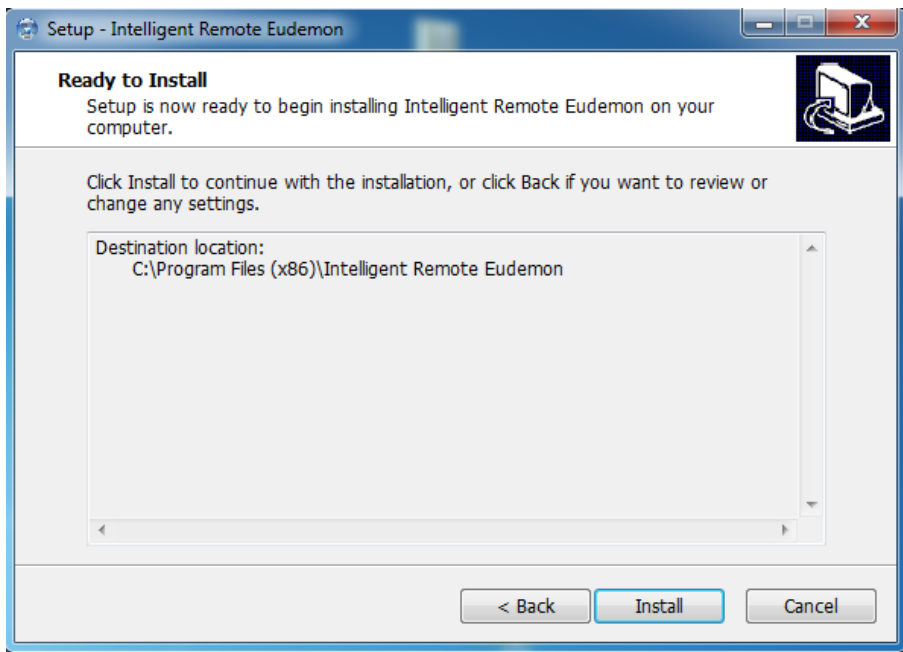 Setup - Intelligent Remote Eudemon
Ready to Install
Setup is now ready to begin installing Intelligent Remote Eudemon on your
computer.
Click Install to continue with the installation, or click Back if you want to review or
change any settings.
Destination location:
C:\Program Files (x86)\Intelligent Remote Eudemon
< Back Install Cancel